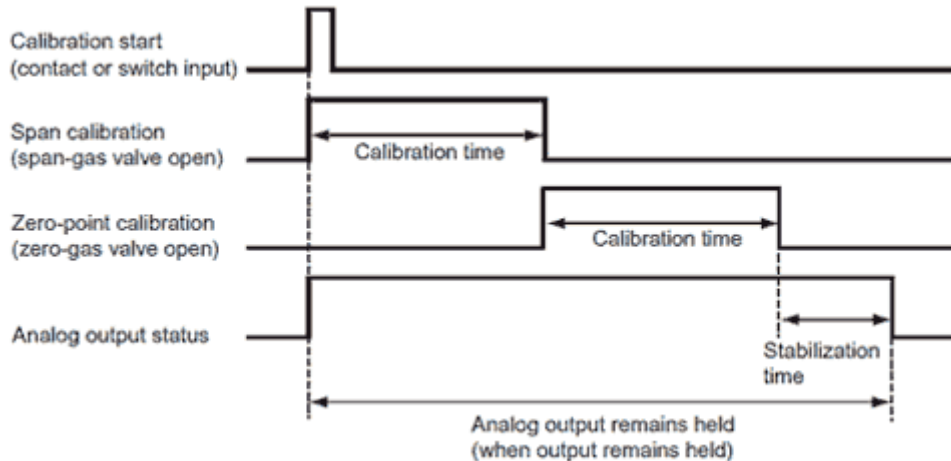 Calibration start
(contact or switch input)
Span calibration
(span-gas valve open)
Calibration time
Zero-point calibration
(zero-gas valve open)
Calibration time
Analog output status
Stabilization
time
Analog output remains held
(when output remains held)